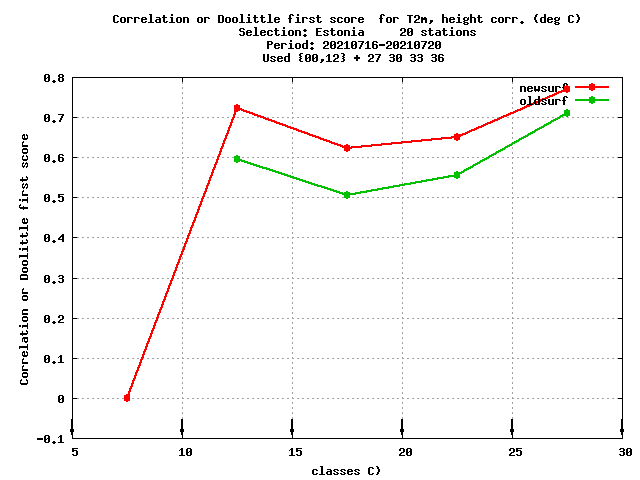 Correlation or Doolittle first score  for T2m, height corr. (deg C)
Selection: Estonia     20 stations
Period: 20210716-20210720
Used {00,12} + 27 30 33 36
newsurf
oldsurf
0.8
0.7
0.6
0.5
0.4
0.3
0.2
0.1
0
-0.1
Correlation or Doolittle first score
5 10 15 20 25 30
classes C)